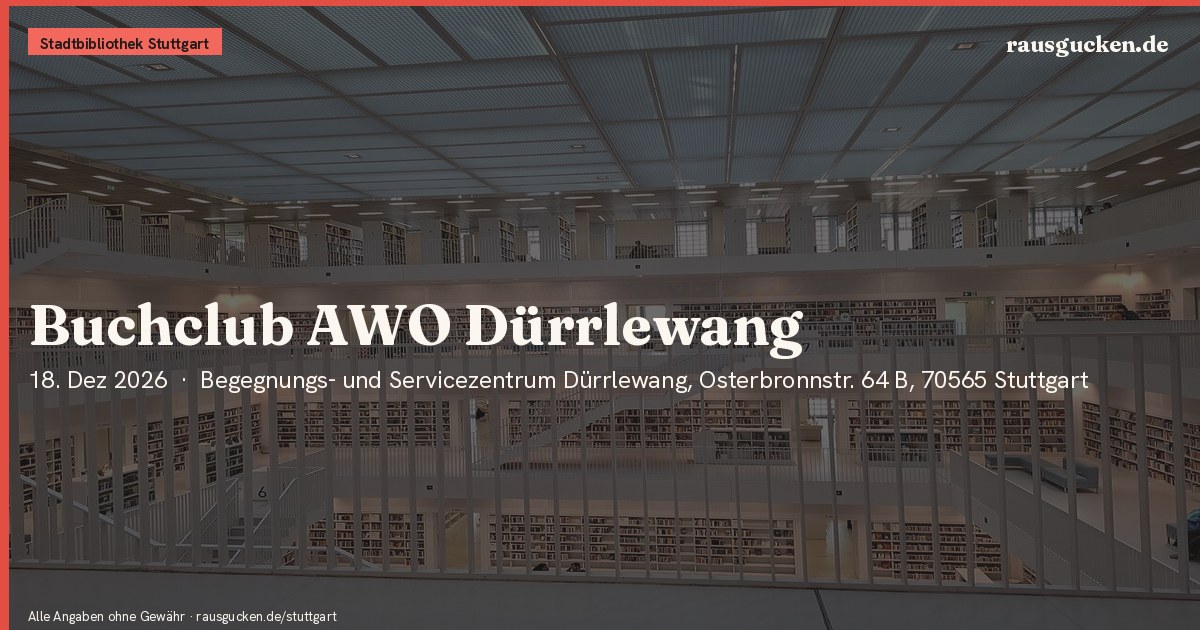 Stadtbibliothek Stuttgart
rausgucken.de
Buchclub AWO Dürrlewang
18. Dez 2026 · Begegnungs- und Servicezentrum Dürrlewang, Osterbronnstr. 64 B, 70565 Stuttgart
6
Alle Angaben ohne Gewähr · rausgucken.de/stuttgart